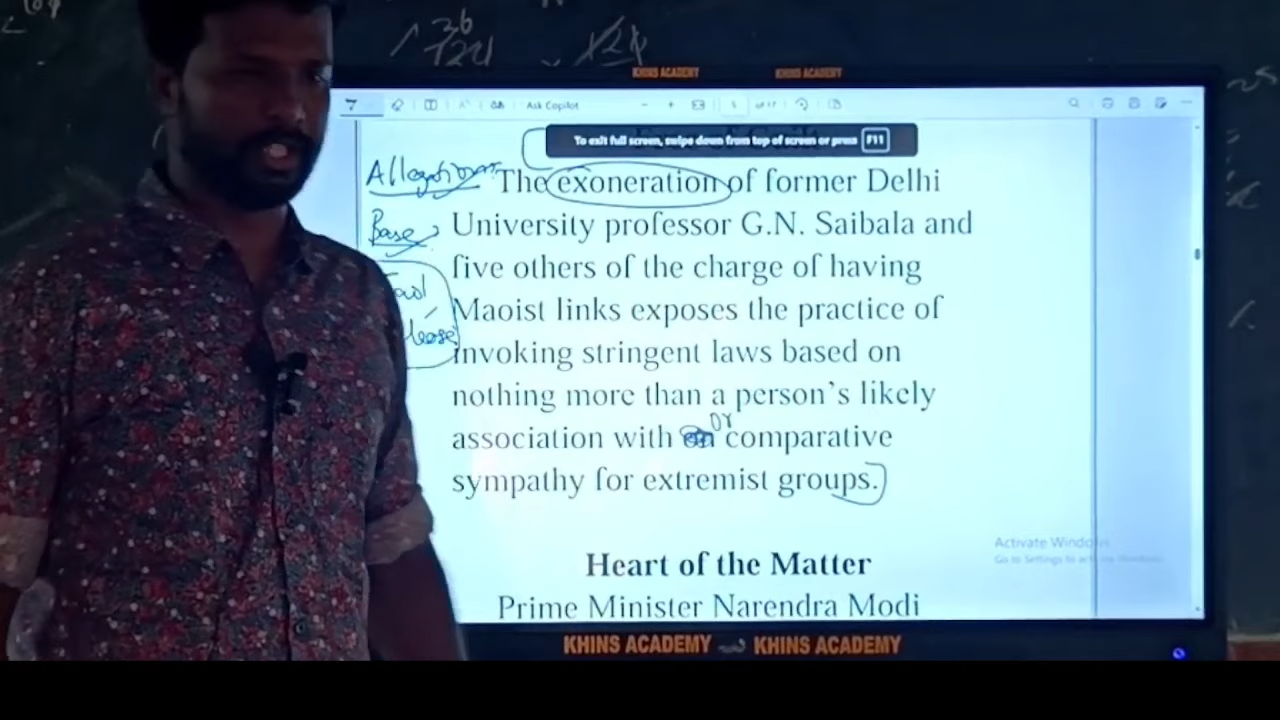 KHINS ACADEMY KHINS ACADEMY
Ask Copilot
To exit full screen, swipe down from top of screen or press F11
Allegations
The exoneration of former Delhi
Base
University professor G.N. Saibala and
five others of the charge of having
Maoist links exposes the practice of
invoking stringent laws based on
nothing more than a person's likely
association with or comparative
sympathy for extremist groups.
Activate Windows
Heart of the Matter
Prime Minister Narendra Modi
KHINS ACADEMY KHINS ACADEMY